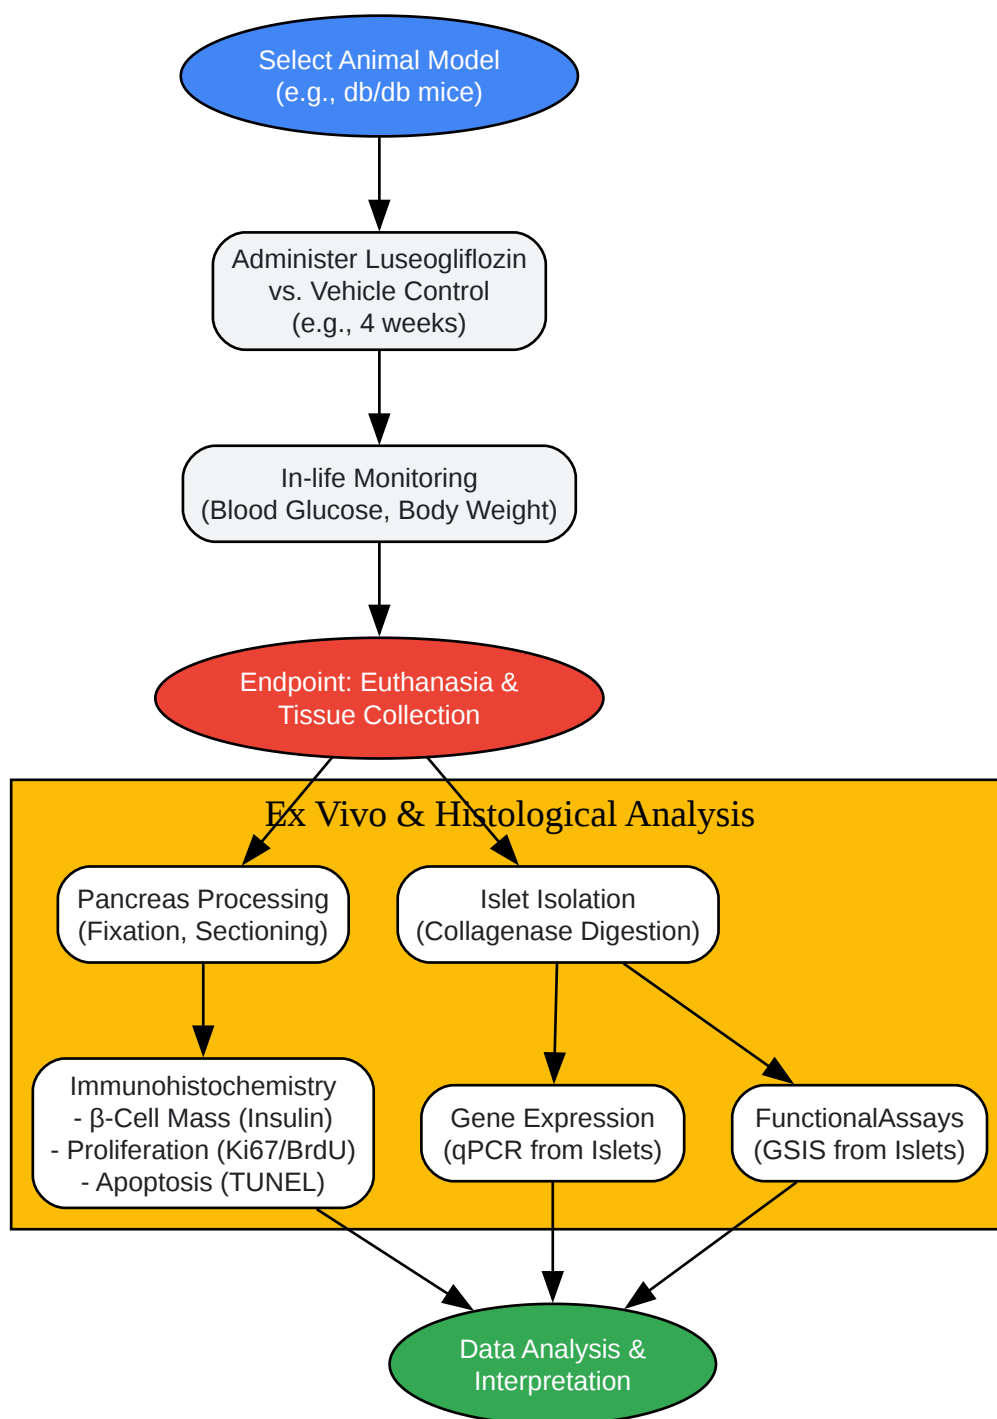 Select Animal Model
(e.g., db/db mice)
Administer Luseogliflozin
vs. Vehicle Control
(e.g., 4 weeks)
In-life Monitoring
(Blood Glucose, Body Weight)
Endpoint: Euthanasia &
Tissue Collection
Ex Vivo & Histological Analysis
Pancreas Processing
(Fixation, Sectioning)
Islet Isolation
(Collagenase Digestion)
Immunohistochemistry
- β-Cell Mass (Insulin)
- Proliferation (Ki67/BrdU)
- Apoptosis (TUNEL)
Gene Expression
(qPCR from Islets)
FunctionalAssays
(GSIS from Islets)
Data Analysis &
Interpretation